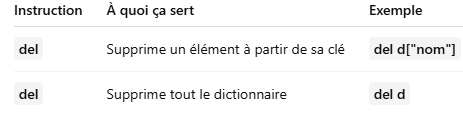 Instruction À quoi ça sert Exemple
del Supprime un élément à partir de sa clé del d["nom"]
del Supprime tout le dictionnaire del d